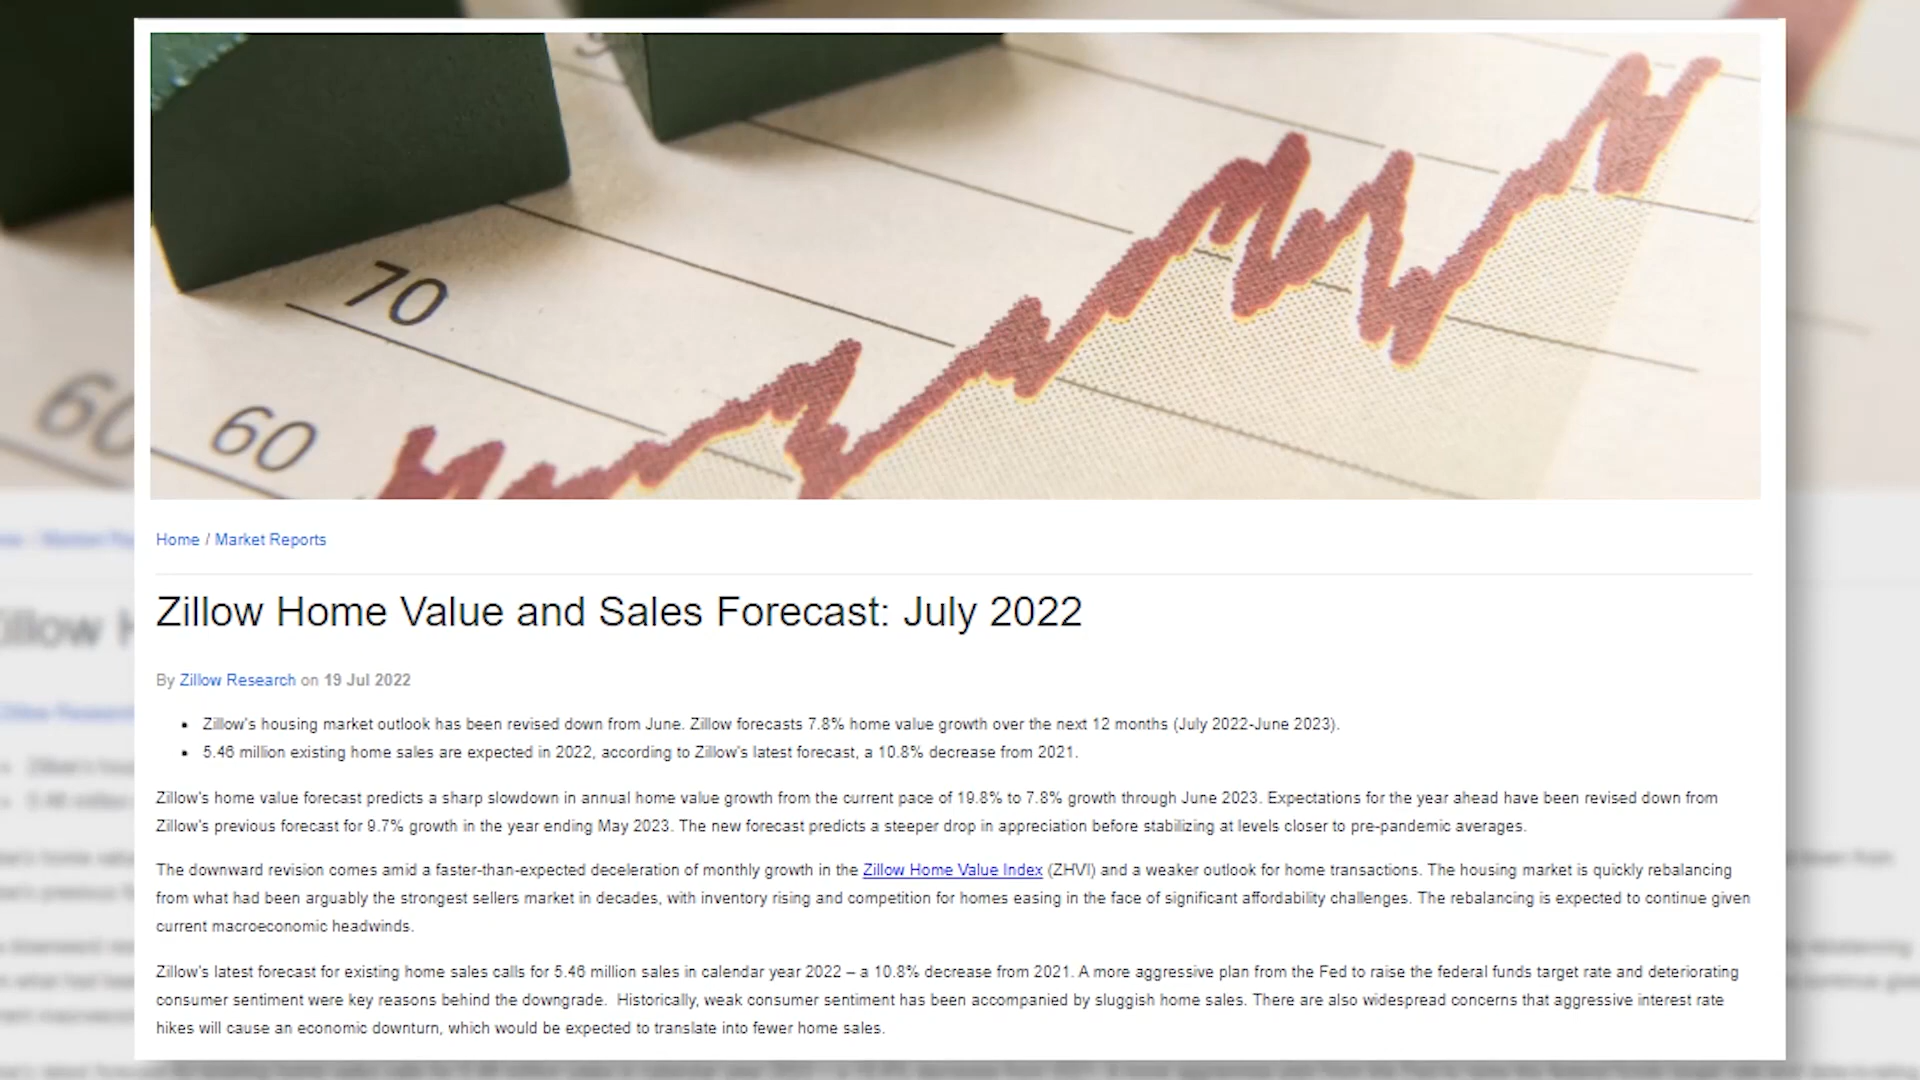 70
60
60
Home / Market Reports
Zillow Home Value and Sales Forecast: July 2022
By Zillow Research on 19 Jul 2022
• Zillow's housing market outlook has been revised down from June. Zillow forecasts 7.8% home value growth over the next 12 months (July 2022-June 2023).
• 5.46 million existing home sales are expected in 2022, according to Zillow's latest forecast, a 10.8% decrease from 2021.
Zillow's home value forecast predicts a sharp slowdown in annual home value growth from the current pace of 19.8% to 7.8% growth through June 2023. Expectations for the year ahead have been revised down from
Zillow's previous forecast for 9.7% growth in the year ending May 2023. The new forecast predicts a steeper drop in appreciation before stabilizing at levels closer to pre-pandemic averages.
The downward revision comes amid a faster-than-expected deceleration of monthly growth in the Zillow Home Value Index (ZHVI) and a weaker outlook for home transactions. The housing market is quickly rebalancing
from what had been arguably the strongest sellers market in decades, with inventory rising and competition for homes easing in the face of significant affordability challenges. The rebalancing is expected to continue given
current macroeconomic headwinds.
Zillow's latest forecast for existing home sales calls for 5.46 million sales in calendar year 2022 – a 10.8% decrease from 2021. A more aggressive plan from the Fed to raise the federal funds target rate and deteriorating
consumer sentiment were key reasons behind the downgrade. Historically, weak consumer sentiment has been accompanied by sluggish home sales. There are also widespread concerns that aggressive interest rate
hikes will cause an economic downturn, which would be expected to translate into fewer home sales.